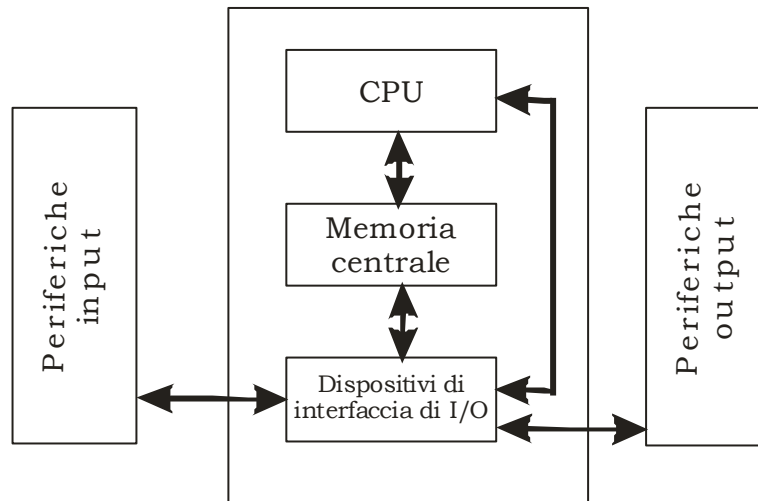 Periferiche
input
CPU
Memoria
centrale
Dispositivi di
interfaccia di I/O
Periferiche
output